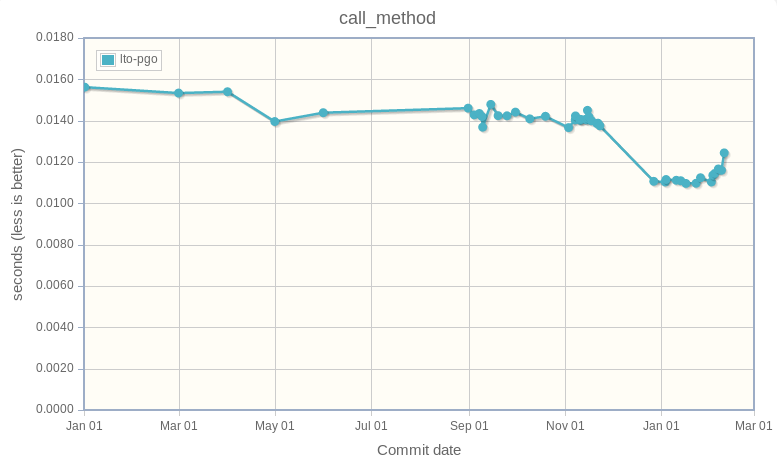 call_method
0.0180
0.0160
0.0140
0.0120
0.0100
0.0080
0.0060
0.0040
0.0020
0.0000
lto-pgo
seconds (less is better)
Jan 01 Mar 01 May 01 Jul 01 Sep 01 Nov 01 Jan 01 Mar 01
Commit date